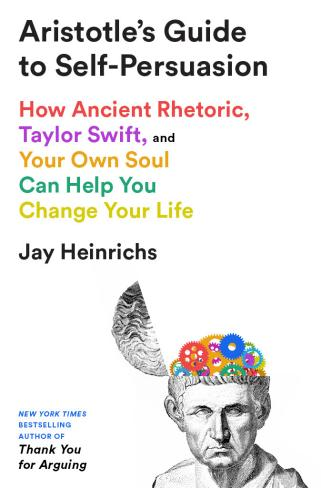 Aristotle's Guide
to Self-Persuasion
How Ancient Rhetoric,
Taylor Swift, and
Your Own Soul
Can Help You
Change Your Life
Jay Heinrichs
NEW YORK TIMES
BESTSELLING
AUTHOR OF
Thank You
for Arguing